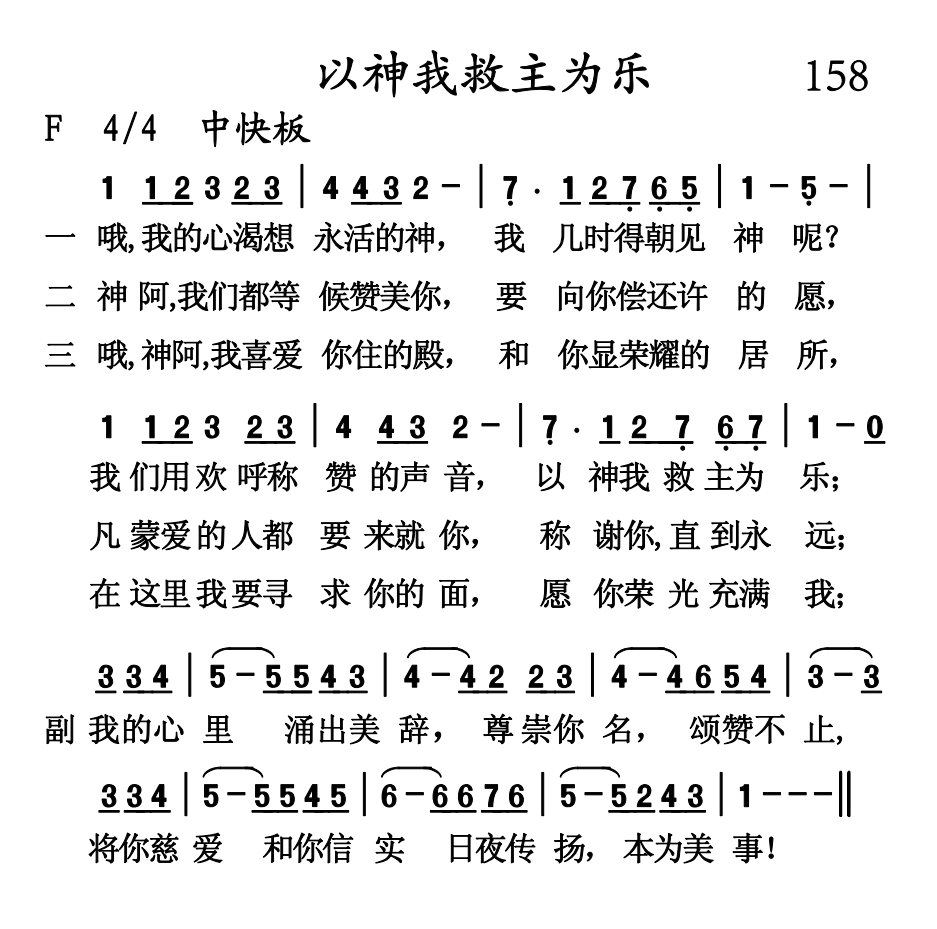 以神我救主为乐 158
F 4/4 中快板
1 1 2 3 2 3 | 4 4 3 2 － | 7 · 1 2 7 6 5 | 1 － 5 － |
一 哦,我的心渴想 永活的神， 我 几时得朝见 神 呢？
二 神 阿,我们都等 候赞美你， 要 向你偿还许 的 愿，
三 哦,神阿,我喜爱 你住的殿， 和 你显荣耀的 居 所，
1 1 2 3 2 3 | 4 4 3 2 － | 7 · 1 2 7 6 7 | 1 － 0
我 们用欢 呼称 赞 的声 音， 以 神我 救 主为 乐；
凡 蒙爱的人都 要 来就 你， 称 谢你,直 到永 远；
在 这里我要寻 求 你的 面， 愿 你荣 光 充满 我；
3 3 4 | 5 － 5 5 4 3 | 4 － 4 2 2 3 | 4 － 4 6 5 4 | 3 － 3
副 我的心 里 涌出美 辞， 尊崇你 名， 颂赞不 止,
3 3 4 | 5 － 5 5 4 5 | 6 － 6 6 7 6 | 5 － 5 2 4 3 | 1 － － － ‖
将你慈 爱 和你信 实 日夜传 扬， 本为美 事！